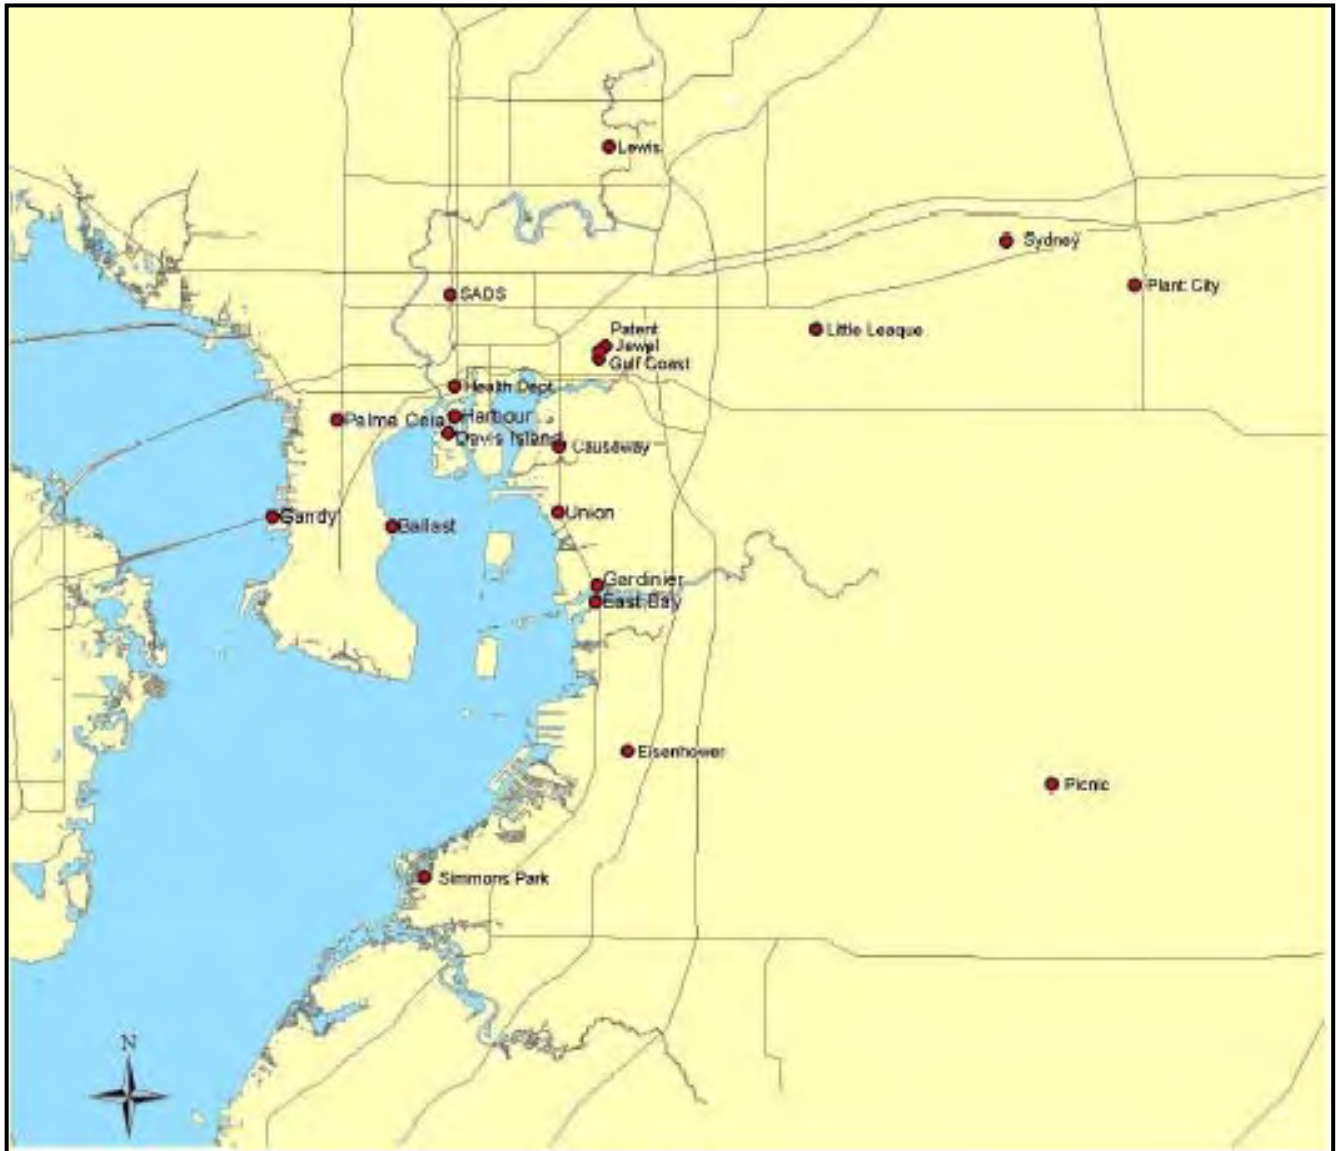 Lewis
Sydney
Plant City
SADS
Little League
Patent
Jewel
Gulf Coast
Health Dept.
Palma Ceia
Harbour
Davis Island
Causeway
Gandy
Ballast
Union
Gardinier
East Bay
Eisenhower
Picnic
Simmons Park
N